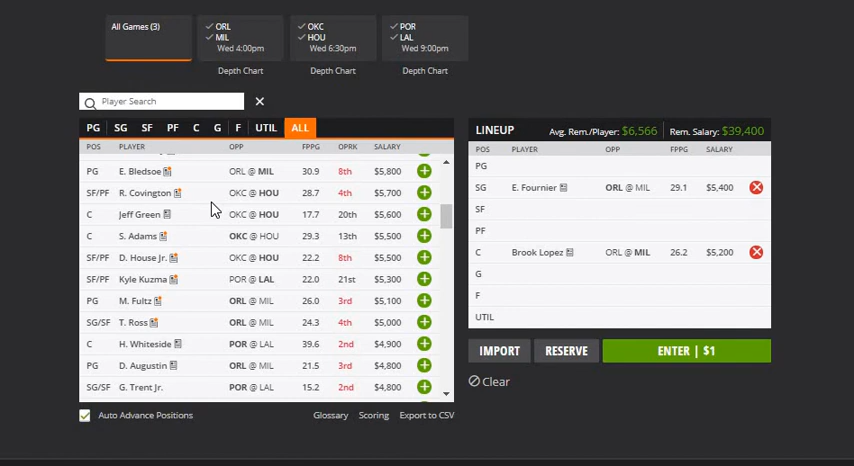 All Games (3)
ORL
MIL
Wed 4:00pm
OKC
HOU
Wed 6:30pm
POR
LAL
Wed 9:00pm
Depth Chart
Depth Chart
Depth Chart
Player Search
PG SG SF PF C G F UTIL ALL
POS PLAYER OPP FPPG OPRK SALARY
PG E. Bledsoe ORL @ MIL 30.9 8th $5,800
SF/PF R. Covington OKC @ HOU 28.7 4th $5,700
C Jeff Green OKC @ HOU 17.7 20th $5,600
C S. Adams OKC @ HOU 29.3 13th $5,500
SF/PF D. House Jr. OKC @ HOU 22.2 8th $5,500
SF/PF Kyle Kuzma POR @ LAL 22.0 21st $5,300
PG M. Fultz ORL @ MIL 26.0 3rd $5,100
SG/SF T. Ross ORL @ MIL 24.3 4th $5,000
C H. Whiteside POR @ LAL 39.6 2nd $4,900
PG D. Augustin ORL @ MIL 21.5 3rd $4,800
SG/SF G. Trent Jr. POR @ LAL 15.2 2nd $4,800
Auto Advance Positions
Glossary Scoring Export to CSV
LINEUP Avg. Rem./Player: $6,566 Rem. Salary: $39,400
POS PLAYER OPP FPPG SALARY
PG
SG E. Fournier ORL @ MIL 29.1 $5,400
SF
PF
C Brook Lopez ORL @ MIL 26.2 $5,200
G
F
UTIL
IMPORT RESERVE ENTER | $1
Clear